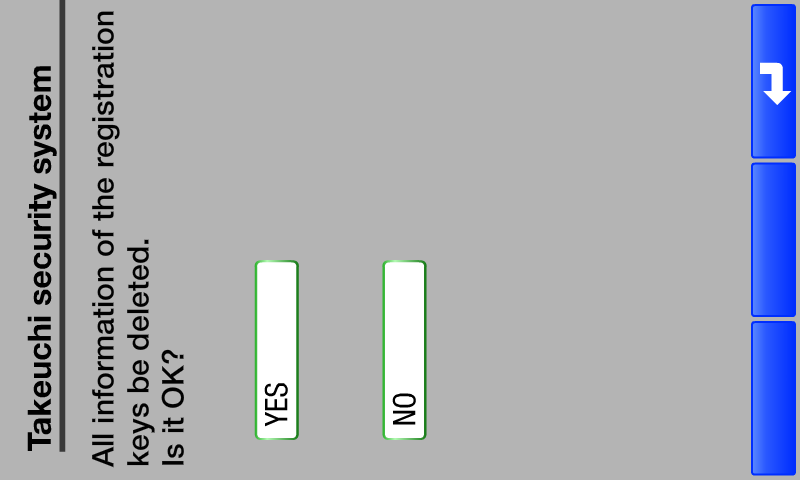 Takeuchi security system
All information of the registration
keys be deleted.
Is it OK?
YES
NO